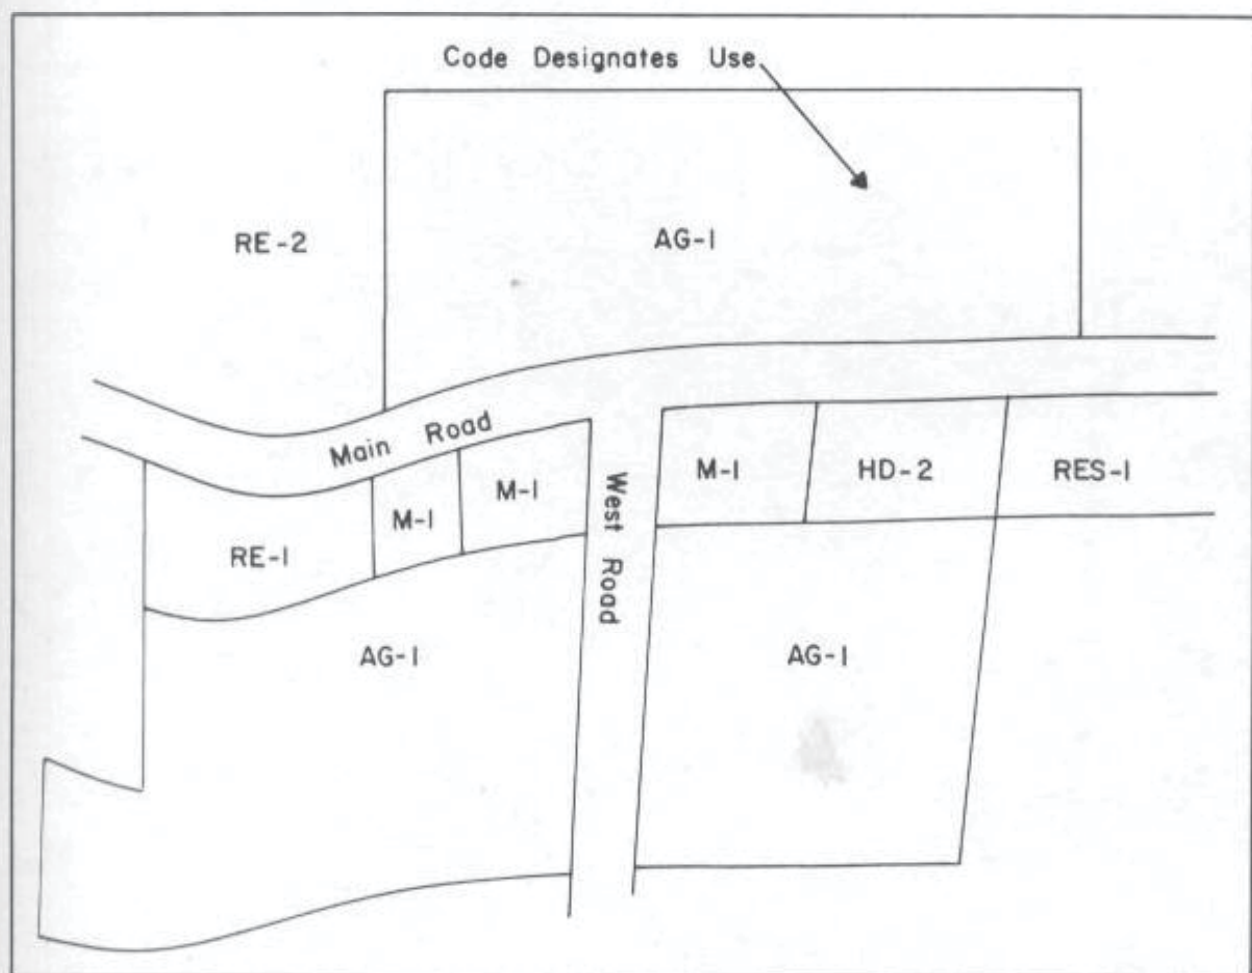 Code Designates Use
RE-2
AG-1
Main Road
M-1
M-1
RE-1
West Road
M-1
HD-2
RES-1
AG-1
AG-1